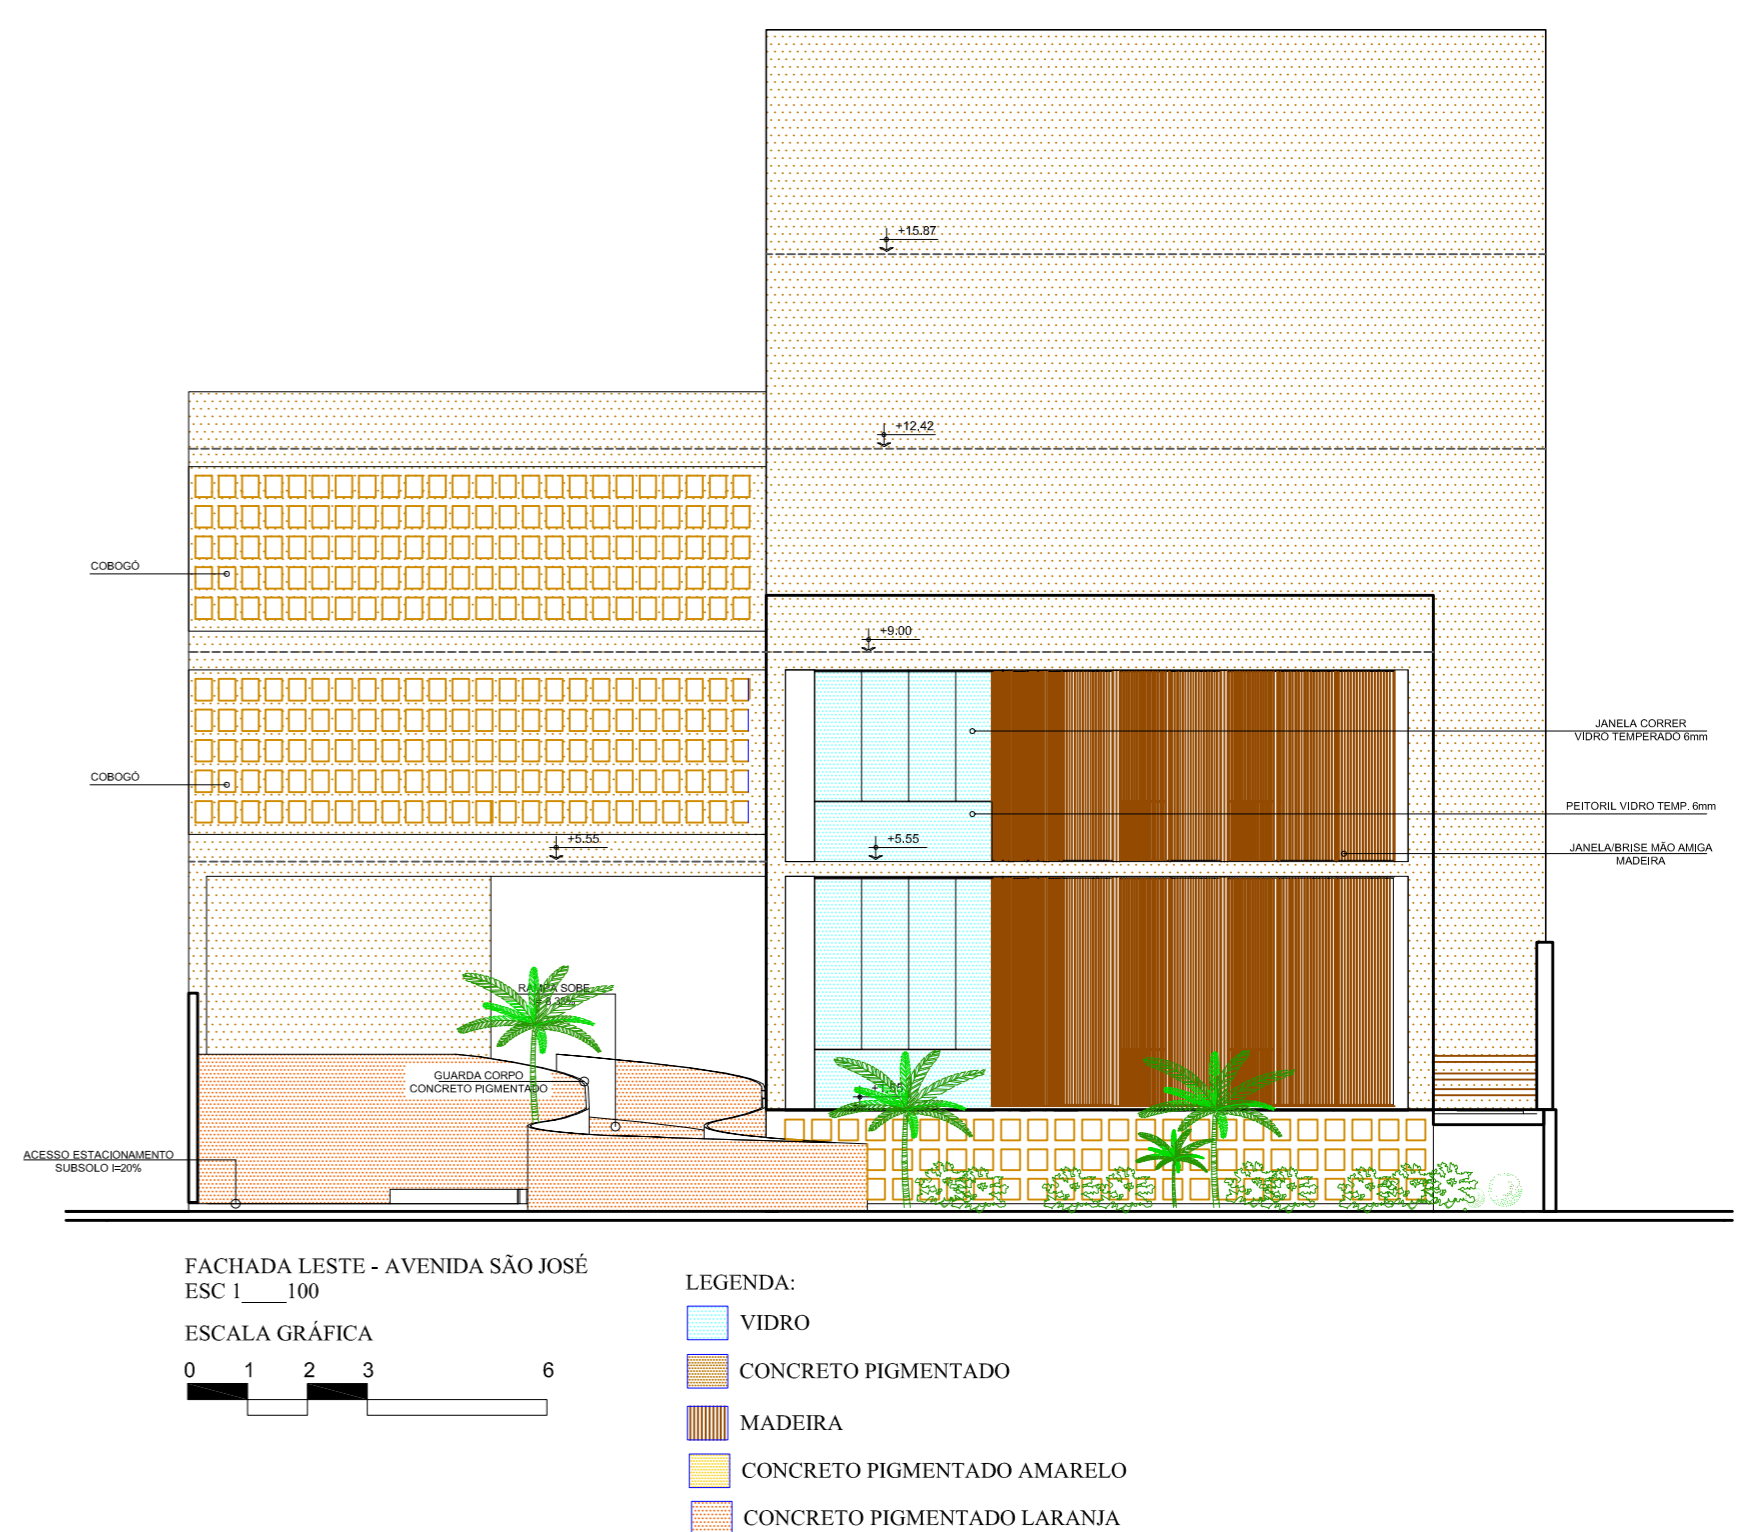 +15.87
+12.42
COBOGÓ
+9.00
JANELA CORRER
VIDRO TEMPERADO 6mm
COBOGÓ
PEITORIL VIDRO TEMP. 6mm
+5.55
+5.55
JANELA/BRISE MÃO AMIGA
MADEIRA
RAMPA SOBE
GUARDA CORPO
CONCRETO PIGMENTADO
ACESSO ESTACIONAMENTO
SUBSOLO I=20%
FACHADA LESTE - AVENIDA SÃO JOSÉ
ESC 1____100
ESCALA GRÁFICA
0 1 2 3 6
LEGENDA:
VIDRO
CONCRETO PIGMENTADO
MADEIRA
CONCRETO PIGMENTADO AMARELO
CONCRETO PIGMENTADO LARANJA